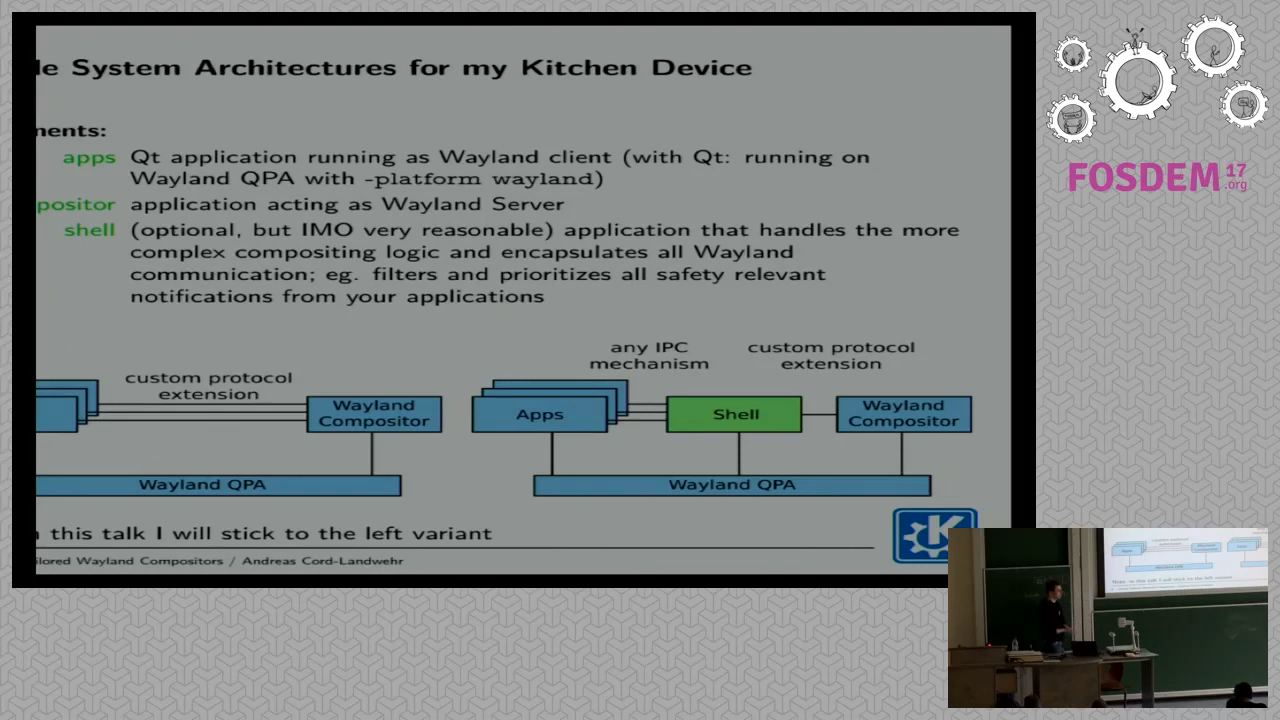 le System Architectures for my Kitchen Device
nents:
apps Qt application running as Wayland client (with Qt: running on
Wayland QPA with -platform wayland)
positor application acting as Wayland Server
shell (optional, but IMO very reasonable) application that handles the more
complex compositing logic and encapsulates all Wayland
communication; eg. filters and prioritizes all safety relevant
notifications from your applications
custom protocol
extension
Wayland
Compositor
Wayland QPA
any IPC
mechanism
custom protocol
extension
Apps
Shell
Wayland
Compositor
Wayland QPA
n this talk I will stick to the left variant
ilored Wayland Compositors / Andreas Cord-Landwehr
K
FOSDEM 17
.org